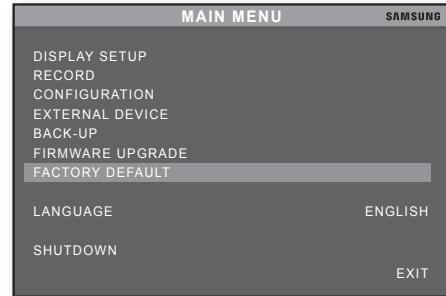 MAIN MENU SAMSUNG
DISPLAY SETUP
RECORD
CONFIGURATION
EXTERNAL DEVICE
BACK-UP
FIRMWARE UPGRADE
FACTORY DEFAULT
LANGUAGE ENGLISH
SHUTDOWN
EXIT